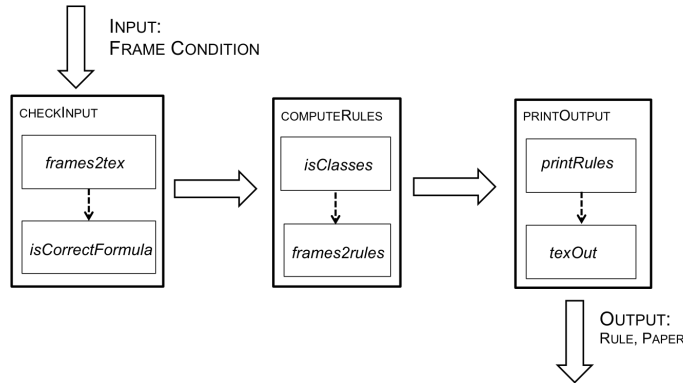 INPUT:
FRAME CONDITION
CHECKINPUT
frames2tex
isCorrectFormula
COMPUTERULES
isClasses
frames2rules
PRINTOUTPUT
printRules
texOut
OUTPUT:
RULE, PAPER